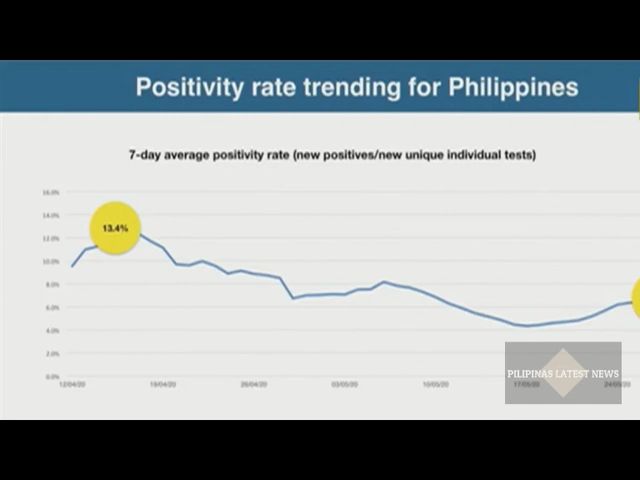 Positivity rate trending for Philippines
7-day average positivity rate (new positives/new unique individual tests)
16.0%
14.0%
13.4%
12.0%
10.0%
8.0%
6.0%
4.0%
2.0%
0.0%
12/04/20 19/04/20 26/04/20 03/05/20 10/05/20 17/05/20 24/05/20
PILIPINAS LATEST NEWS